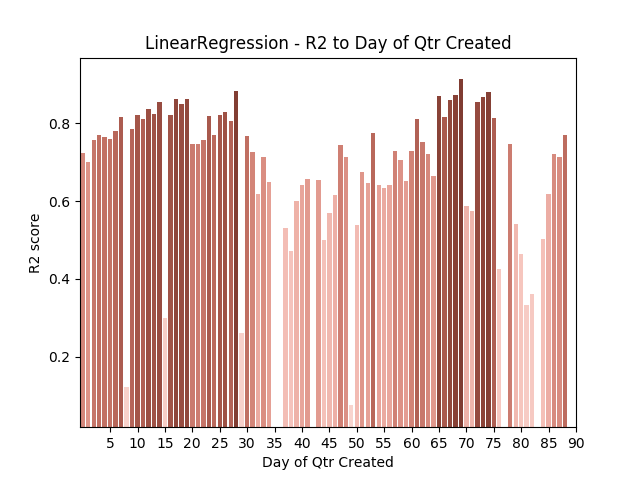 LinearRegression - R2 to Day of Qtr Created
R2 score
0.8
0.6
0.4
0.2
5 10 15 20 25 30 35 40 45 50 55 60 65 70 75 80 85 90
Day of Qtr Created